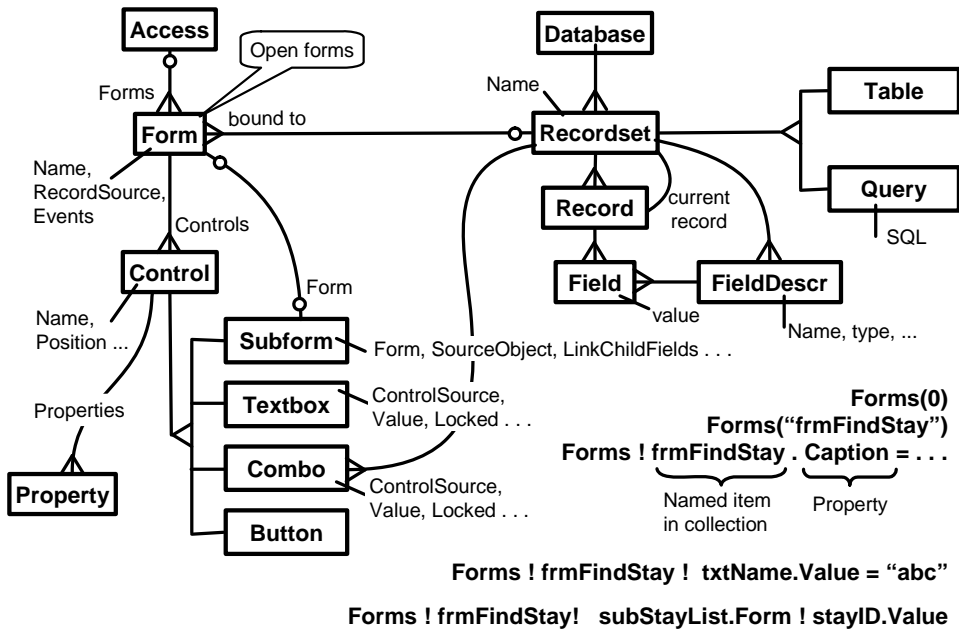 Access
Open forms
Database
Forms
Name
Table
Form
bound to
Recordset
Name,
RecordSource,
Events
Record
current
record
Query
SQL
Controls
Control
Field
FieldDescr
Form
value
Name,
Position ...
Name, type, ...
Subform
Form, SourceObject, LinkChildFields . . .
Textbox
ControlSource,
Value, Locked . . .
Properties
Forms(0)
Forms(“frmFindStay”)
Forms ! frmFindStay . Caption = . . .
Combo
ControlSource,
Value, Locked . . .
Property
Named item
in collection
Property
Button
Forms ! frmFindStay ! txtName.Value = “abc”
Forms ! frmFindStay! subStayList.Form ! stayID.Value